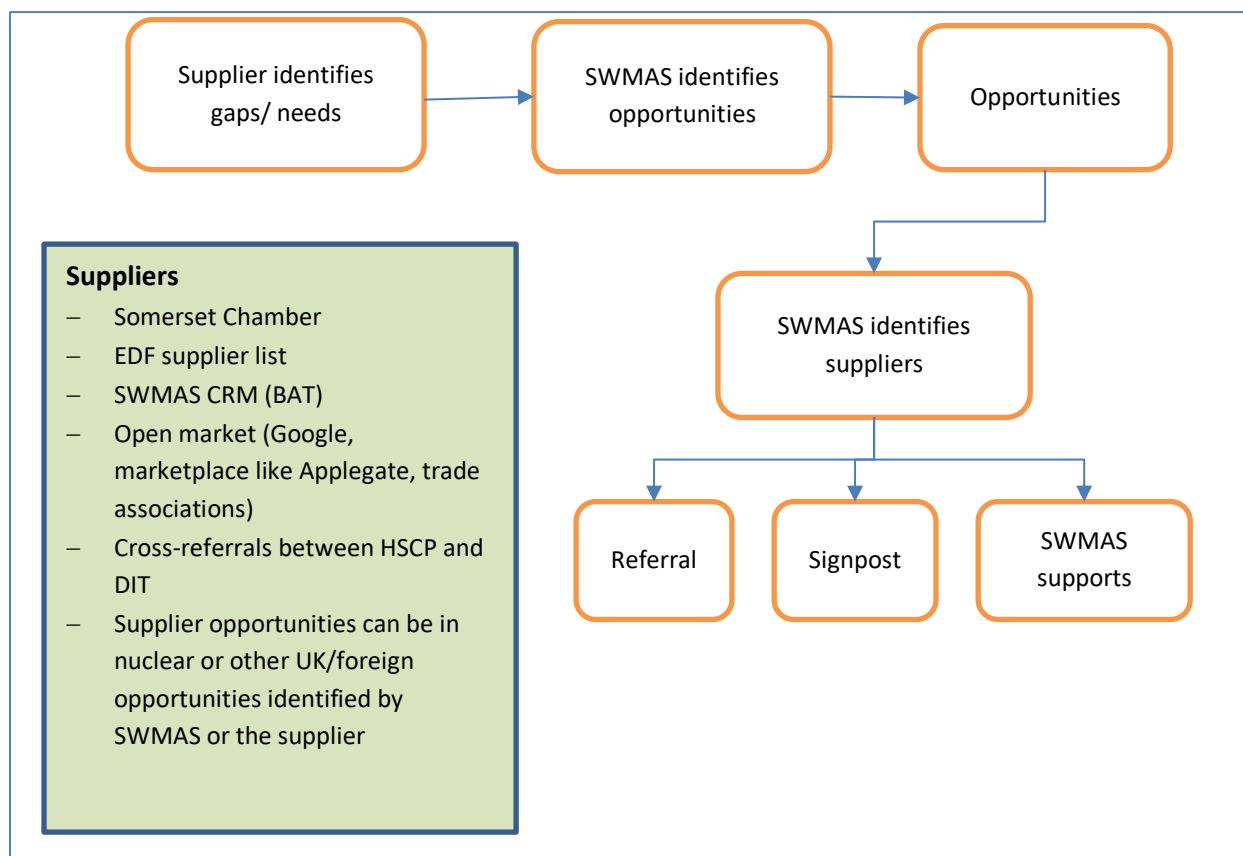 Supplier identifies
gaps/ needs
SWMAS identifies
opportunities
Opportunities
SWMAS identifies
suppliers
Referral
Signpost
SWMAS
supports
Suppliers
– Somerset Chamber
– EDF supplier list
– SWMAS CRM (BAT)
– Open market (Google,
marketplace like Applegate, trade
associations)
– Cross-referrals between HSCP and
DIT
– Supplier opportunities can be in
nuclear or other UK/foreign
opportunities identified by
SWMAS or the supplier